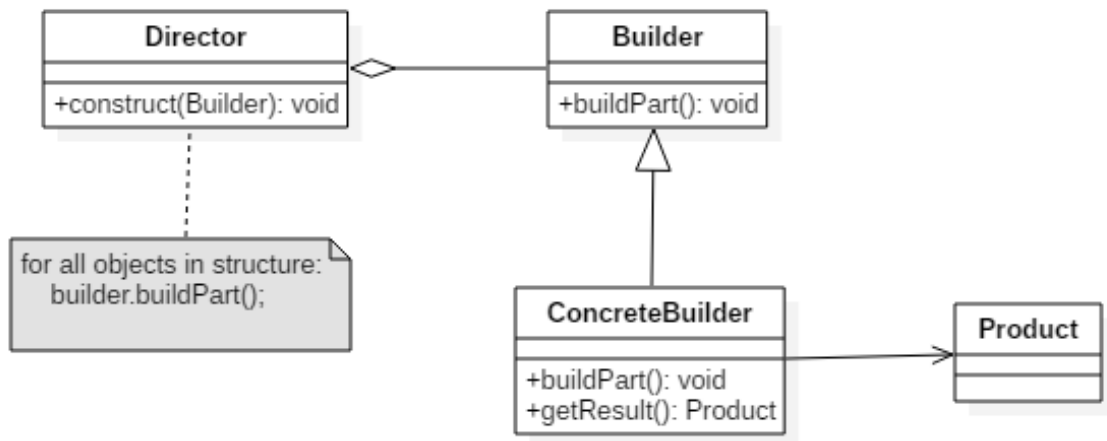 Director
+construct(Builder): void
Builder
+buildPart(): void
for all objects in structure:
builder.buildPart();
ConcreteBuilder
+buildPart(): void
+getResult(): Product
Product